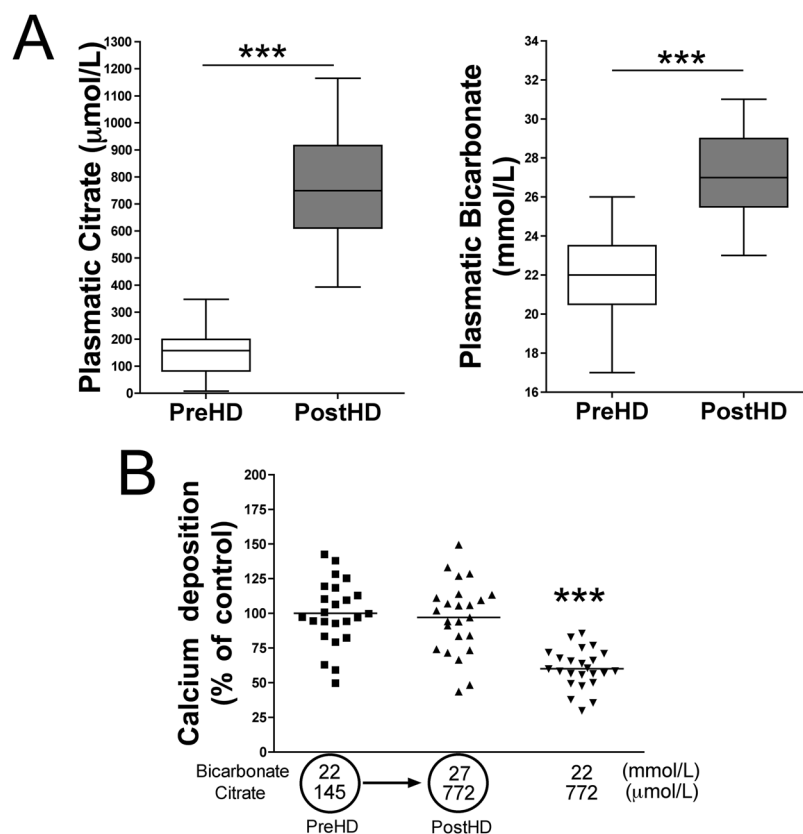 A
Plasmatic Citrate (μmol/L)
1300
1200
1100
1000
900
800
700
600
500
400
300
200
100
0
***
PreHD
PostHD
Plasmatic Bicarbonate
(mmol/L)
34
32
30
28
26
24
22
20
18
16
***
PreHD
PostHD
B
Calcium deposition
(% of control)
200
175
150
125
100
75
50
25
0
***
Bicarbonate 22 27 22 (mmol/L)
Citrate 145 772 772 (μmol/L)
PreHD PostHD